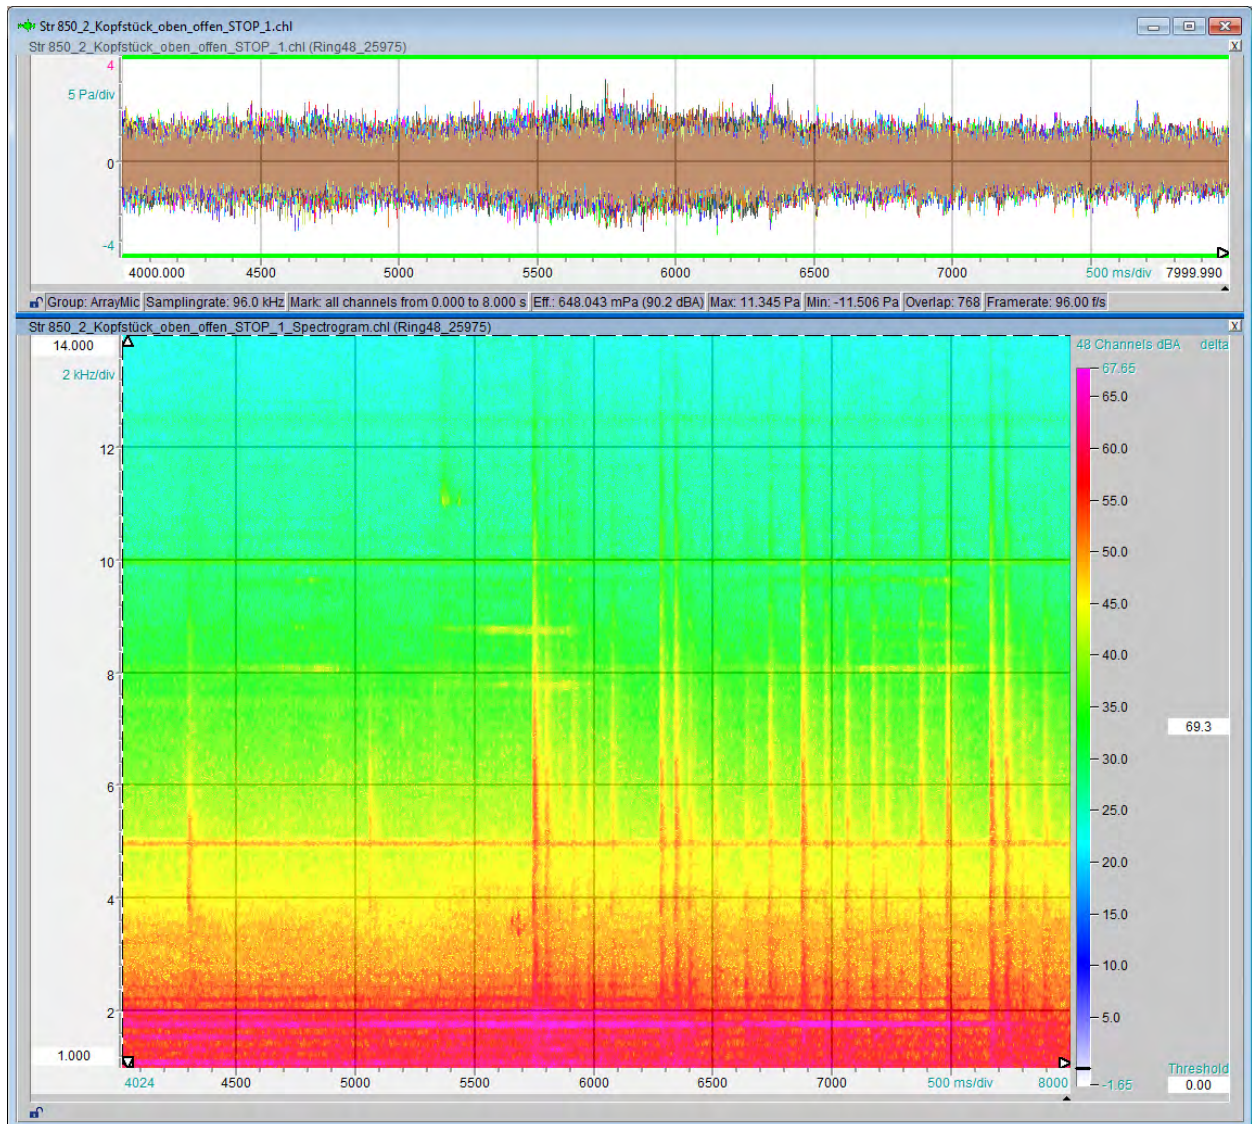 Str 850_2_Kopfstück_oben_offen_STOP_1.chl
Str 850_2_Kopfstück_oben_offen_STOP_1.chl (Ring48_25975)
X
4
5 Pa/div
0
-4
4000.000 4500 5000 5500 6000 6500 7000 500 ms/div 7999.990
Group: ArrayMic Samplingrate: 96.0 kHz Mark: all channels from 0.000 to 8.000 s Eff.: 648.043 mPa (90.2 dBA) Max: 11.345 Pa Min: -11.506 Pa Overlap: 768 Framerate: 96.00 f/s
Str 850_2_Kopfstück_oben_offen_STOP_1_Spectrogram.chl (Ring48_25975)
X
14.000
2 kHz/div
12
10
8
6
4
2
1.000
4024 4500 5000 5500 6000 6500 7000 500 ms/div 8000
48 Channels dBA delta
67.65
65.0
60.0
55.0
50.0
45.0
40.0
35.0
69.3
30.0
25.0
20.0
15.0
10.0
5.0
Threshold
-1.65 0.00